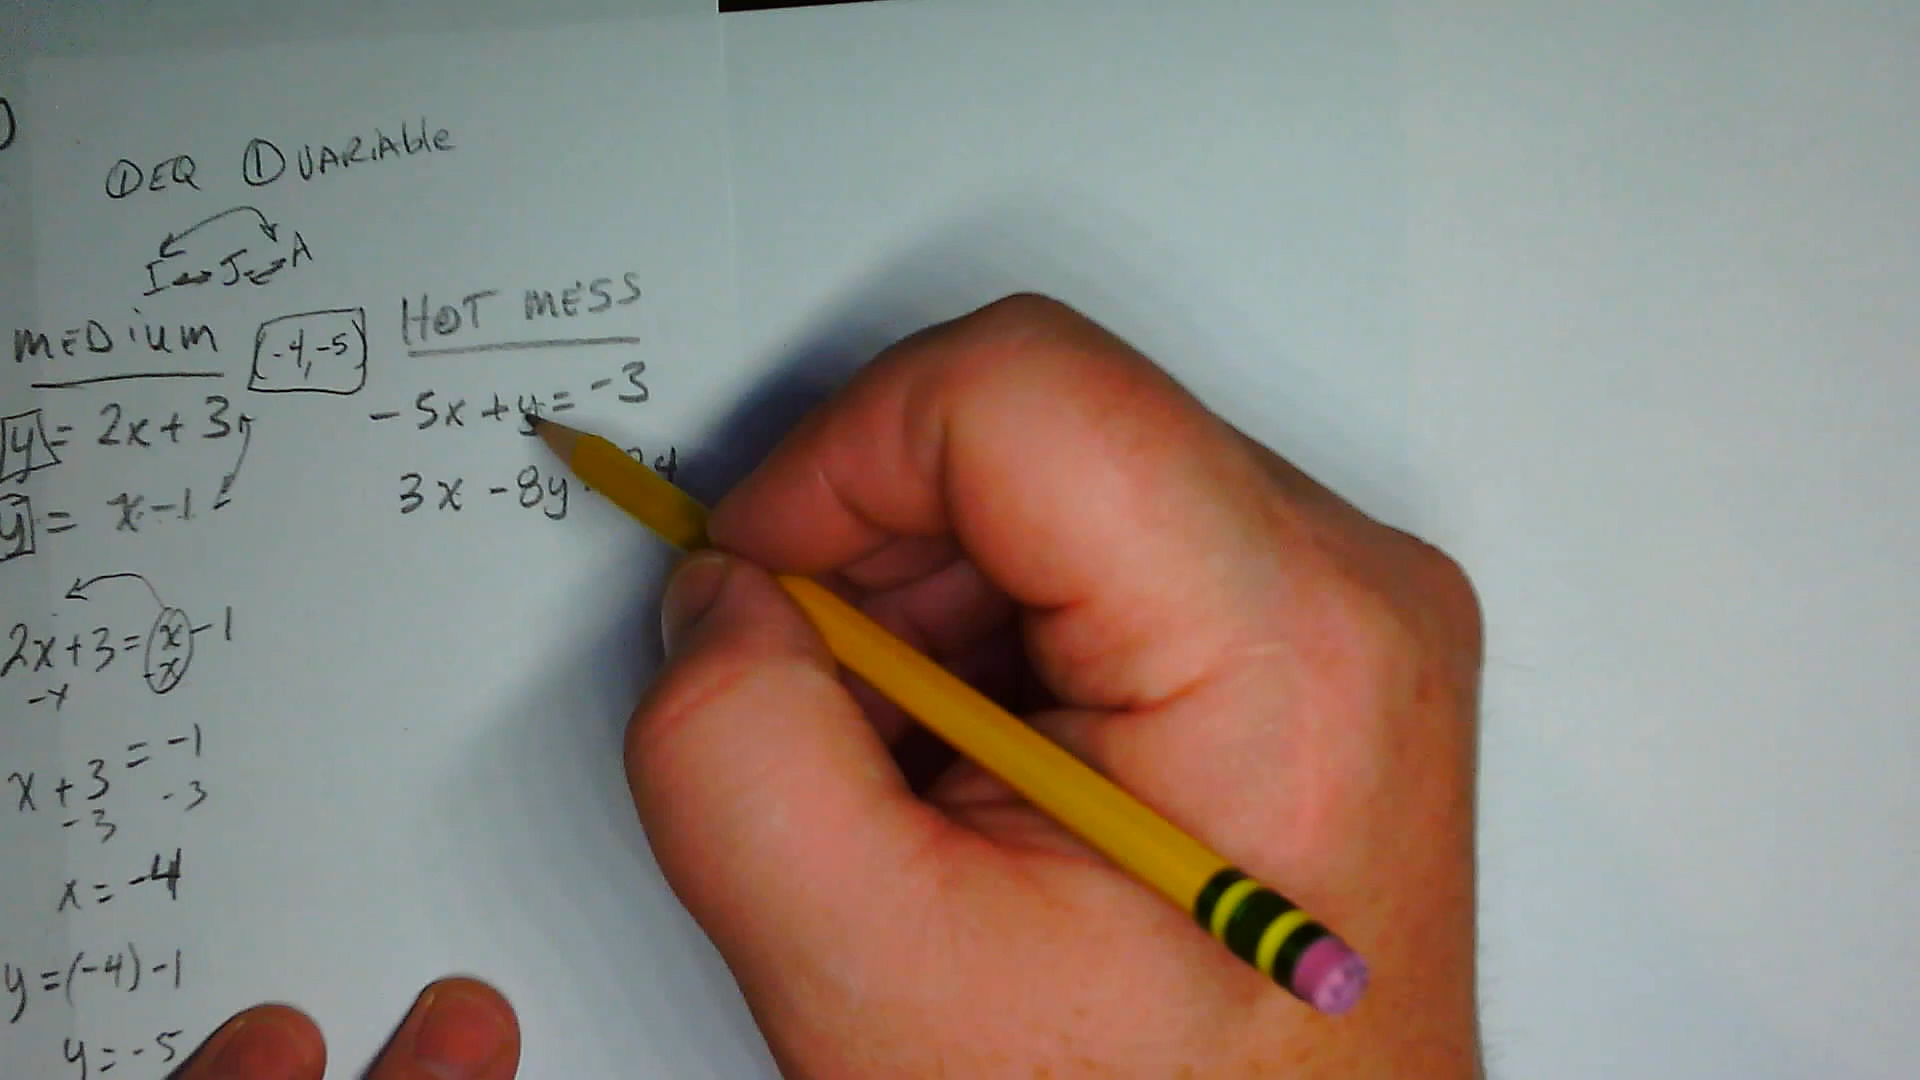 ① EQ ① VARIABLE
I J A
MEDIUM
(-4,-5)
y = 2x + 3
y = x - 1
2x + 3 = x - 1
-x x
x + 3 = -1
-3 -3
x = -4
y = (-4) - 1
y = -5
HOT MESS
-5x + y = -3
3x - 8y 24